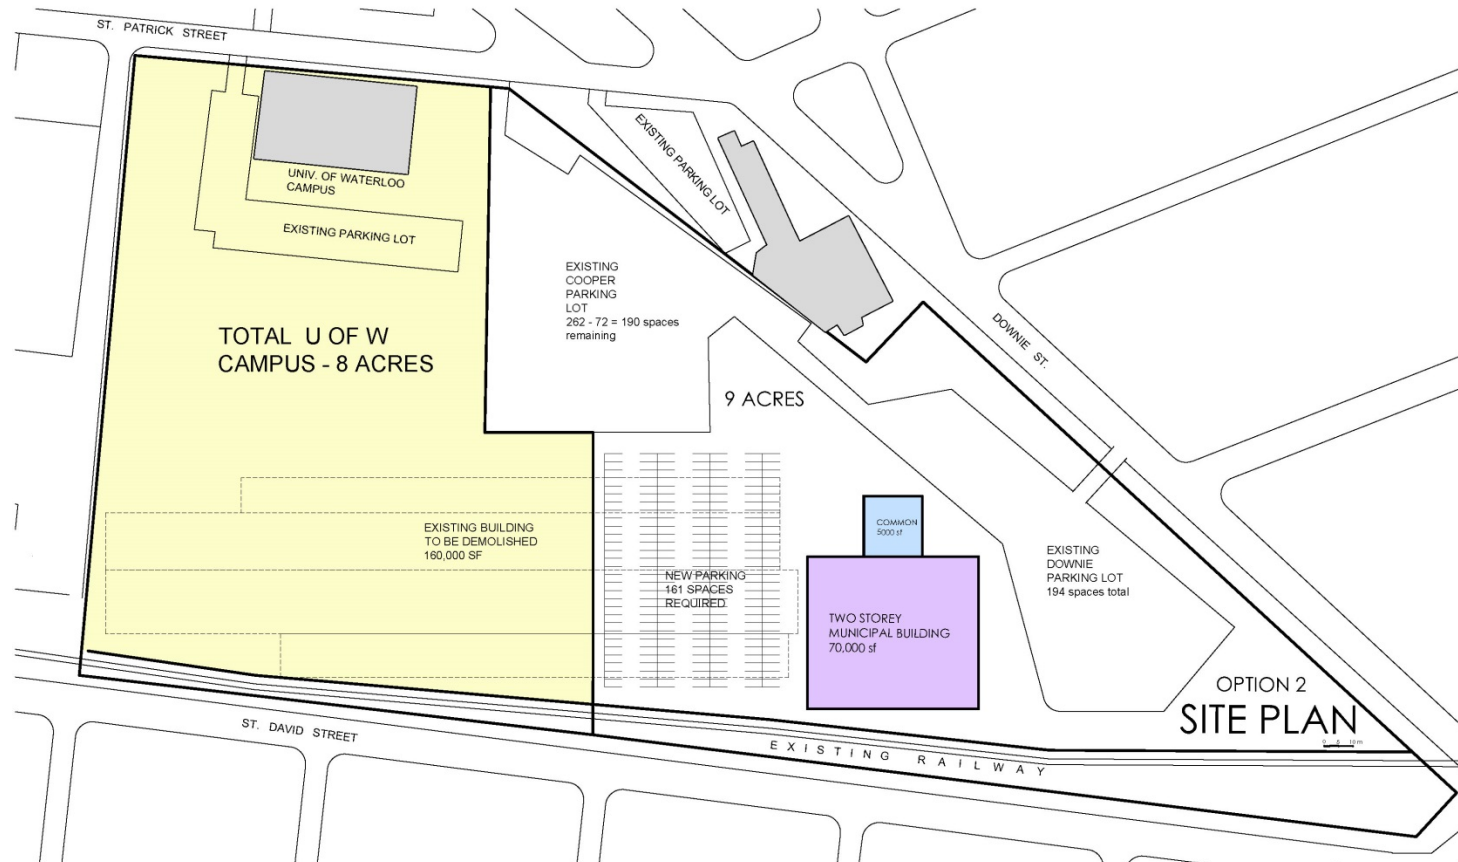 ST. PATRICK STREET
UNIV. OF WATERLOO
CAMPUS
EXISTING PARKING LOT
EXISTING PARKING LOT
EXISTING
COOPER
PARKING
LOT
262 - 72 = 190 spaces
remaining
TOTAL U OF W
CAMPUS - 8 ACRES
DOWNIE ST.
9 ACRES
EXISTING BUILDING
TO BE DEMOLISHED
160,000 SF
COMMON
5000 sf
NEW PARKING
161 SPACES
REQUIRED
EXISTING
DOWNIE
PARKING LOT
194 spaces total
TWO STOREY
MUNICIPAL BUILDING
70,000 sf
OPTION 2
SITE PLAN
ST. DAVID STREET
EXISTING RAILWAY